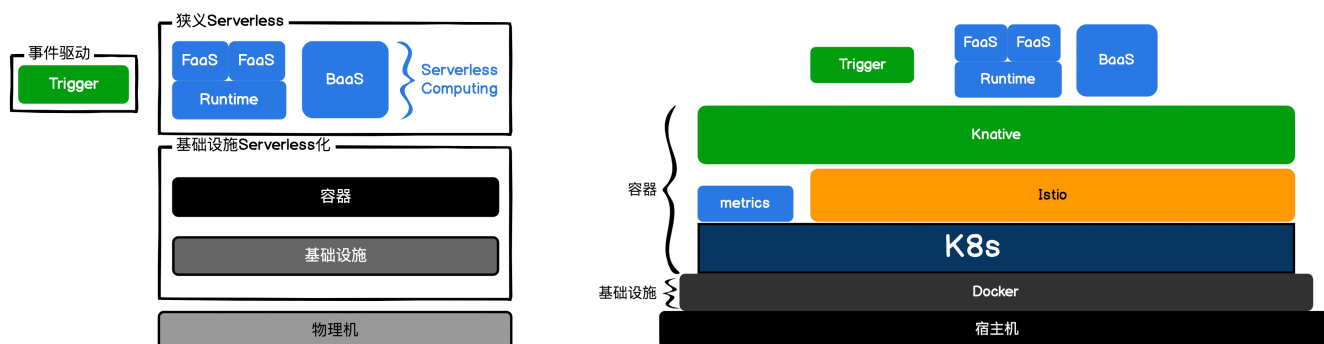 狭义Serverless
事件驱动
Trigger
FaaS FaaS
Runtime
BaaS
Serverless
Computing
基础设施Serverless化
容器
基础设施
物理机
Trigger
FaaS FaaS
Runtime
BaaS
Knative
容器
metrics
Istio
K8s
基础设施
Docker
宿主机